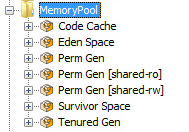 MemoryPool
Code Cache
Eden Space
Perm Gen
Perm Gen [shared-ro]
Perm Gen [shared-rw]
Survivor Space
Tenured Gen